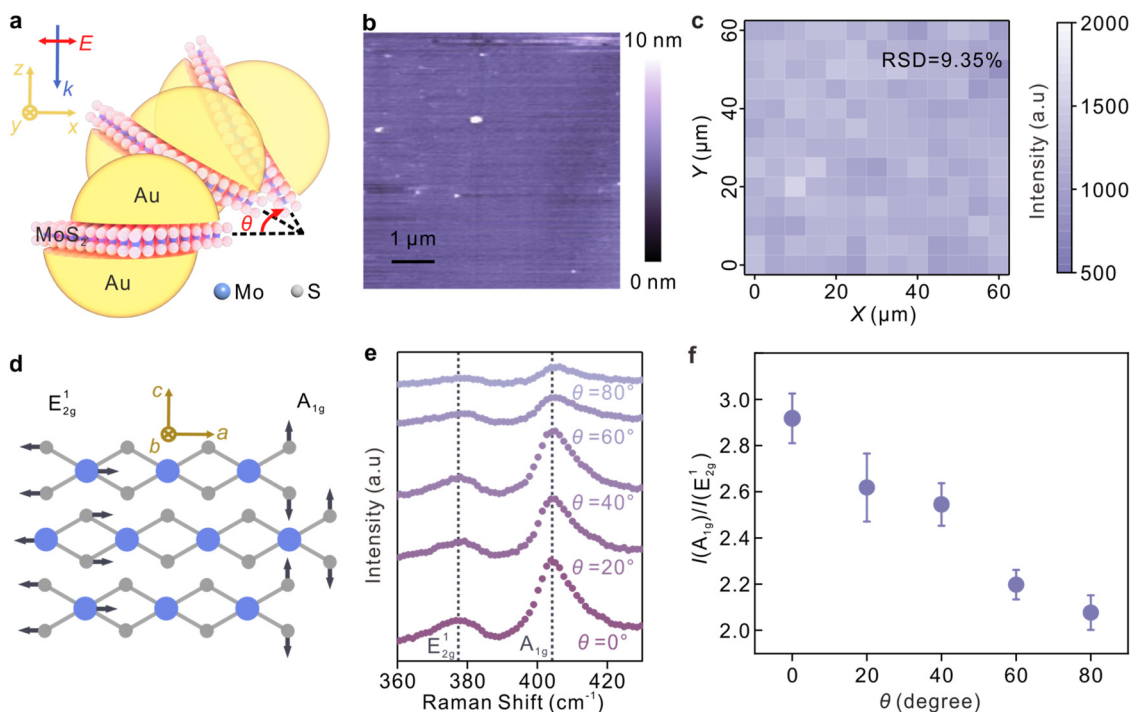 a
E
k
z
y
x
Au
MoS₂
θ
Au
Mo
S
b
10 nm
1 μm
0 nm
c
60
40
20
0
Y (μm)
RSD=9.35%
0
20
40
60
X (μm)
2000
1500
1000
500
Intensity (a.u)
d
E¹2g
c
b
a
A1g
e
Intensity (a.u)
θ=80°
θ=60°
θ=40°
θ=20°
θ=0°
E¹2g
A1g
360
380
400
420
Raman Shift (cm⁻¹)
f
I(A1g)/I(E¹2g)
3.0
2.8
2.6
2.4
2.2
2.0
0
20
40
60
80
θ (degree)